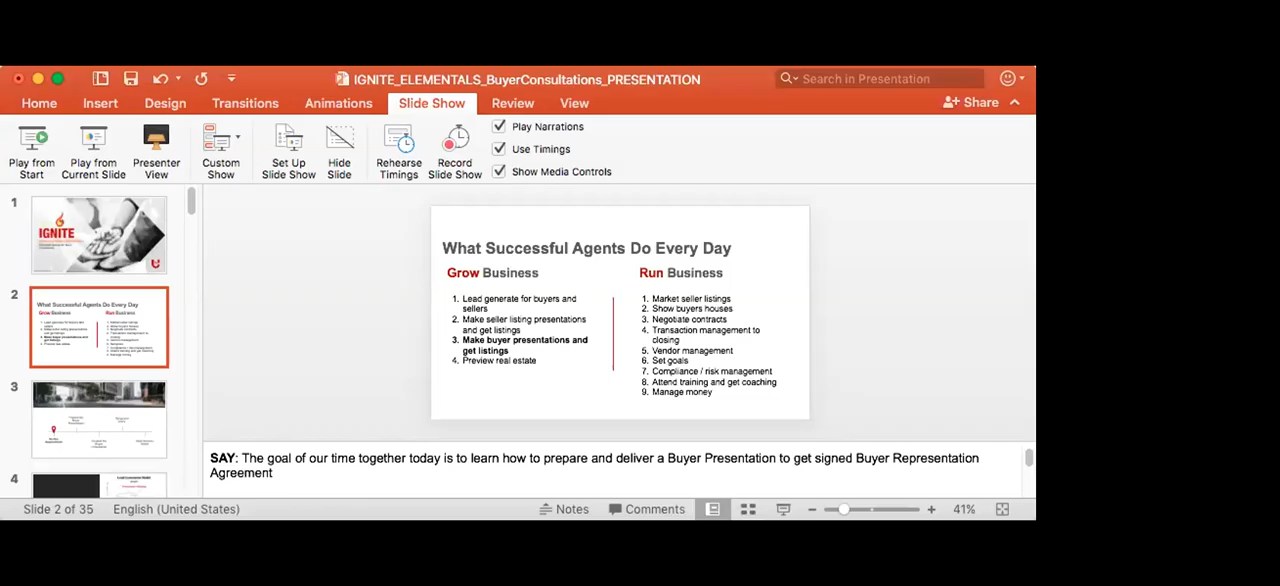 IGNITE_ELEMENTALS_BuyerConsultations_PRESENTATION
Search in Presentation
Home Insert Design Transitions Animations Slide Show Review View
Share
Play from Start
Play from Current Slide
Presenter View
Custom Show
Set Up Slide Show
Hide Slide
Rehearse Timings
Record Slide Show
Play Narrations
Use Timings
Show Media Controls
1
IGNITE
2
What Successful Agents Do Every Day
Grow Business
Run Business
3
4
What Successful Agents Do Every Day
Grow Business
1. Lead generate for buyers and
sellers
2. Make seller listing presentations
and get listings
3. Make buyer presentations and
get listings
4. Preview real estate
Run Business
1. Market seller listings
2. Show buyers houses
3. Negotiate contracts
4. Transaction management to
closing
5. Vendor management
6. Set goals
7. Compliance / risk management
8. Attend training and get coaching
9. Manage money
SAY: The goal of our time together today is to learn how to prepare and deliver a Buyer Presentation to get signed Buyer Representation
Agreement
Slide 2 of 35 English (United States) Notes Comments 41%